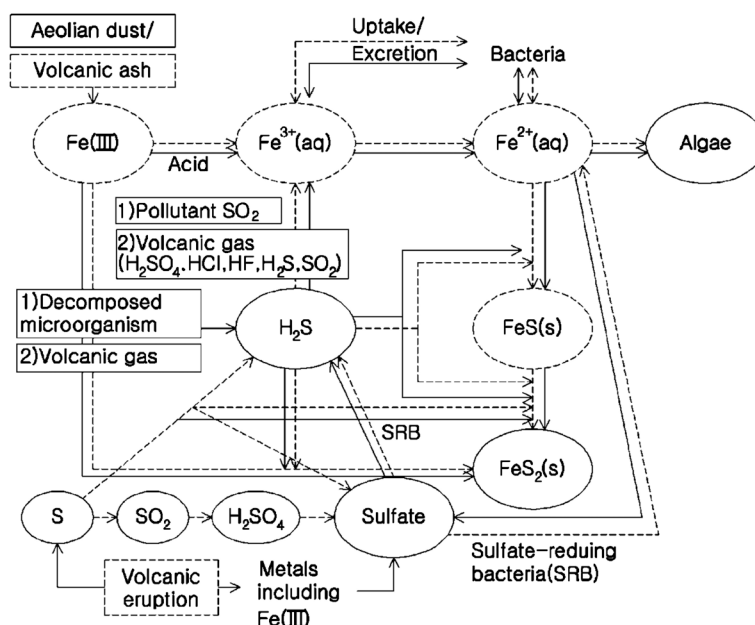 Aeolian dust/
Volcanic ash
Uptake/
Excretion
Bacteria
Fe(Ⅲ)
Fe³⁺(aq)
Fe²⁺(aq)
Algae
Acid
1)Pollutant SO₂
2)Volcanic gas
(H₂SO₄.HCl,HF,H₂S,SO₂)
1)Decomposed
microorganism
2)Volcanic gas
H₂S
FeS(s)
SRB
FeS₂(s)
S
SO₂
H₂SO₄
Sulfate
Sulfate-reduing
bacteria(SRB)
Volcanic
eruption
Metals
including
Fe(Ⅲ)